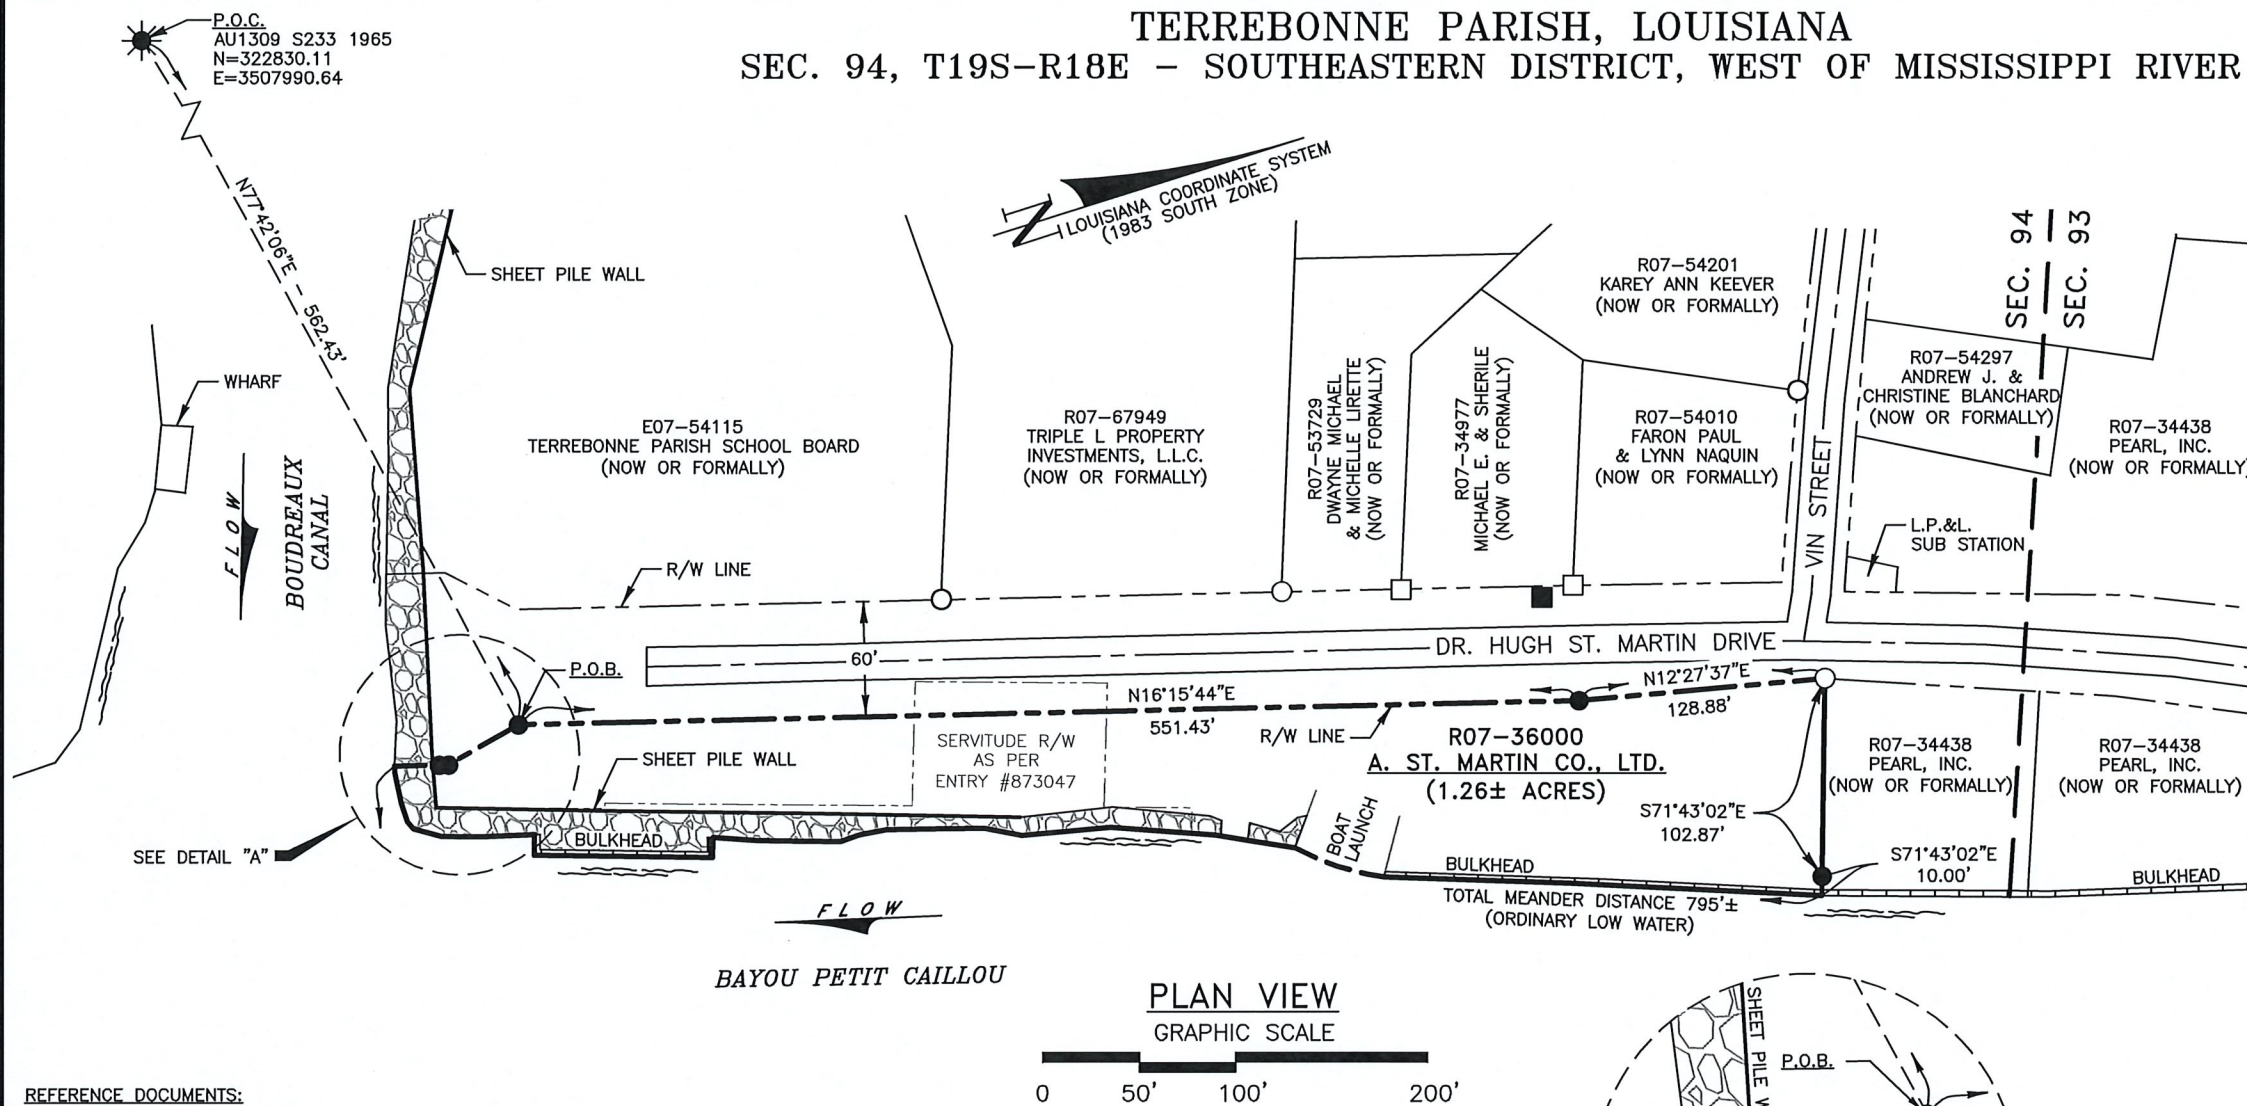 TERREBONNE PARISH, LOUISIANA
SEC. 94, T19S-R18E - SOUTHEASTERN DISTRICT, WEST OF MISSISSIPPI RIVER
P.O.C.
AU1309 S233 1965
N=322830.11
E=3507990.64
N77°42'06"E - 562.43'
N
LOUISIANA COORDINATE SYSTEM
(1983 SOUTH ZONE)
SHEET PILE WALL
WHARF
FLOW
BOUDREAUX
CANAL
E07-54115
TERREBONNE PARISH SCHOOL BOARD
(NOW OR FORMALLY)
R07-67949
TRIPLE L PROPERTY
INVESTMENTS, L.L.C.
(NOW OR FORMALLY)
R07-53729
DWAYNE MICHAEL
& MICHELLE LIRETTE
(NOW OR FORMALLY)
R07-34977
MICHAEL E. & SHERILE
(NOW OR FORMALLY)
R07-54201
KAREY ANN KEEVER
(NOW OR FORMALLY)
R07-54010
FARON PAUL
& LYNN NAQUIN
(NOW OR FORMALLY)
VIN STREET
SEC. 94
SEC. 93
R07-54297
ANDREW J. &
CHRISTINE BLANCHARD
(NOW OR FORMALLY)
R07-34438
PEARL, INC.
(NOW OR FORMALLY)
L.P.&L.
SUB STATION
R/W LINE
60'
DR. HUGH ST. MARTIN DRIVE
P.O.B.
N16°15'44"E
551.43'
N12°27'37"E
128.88'
R/W LINE
SHEET PILE WALL
SERVITUDE R/W
AS PER
ENTRY #873047
R07-36000
A. ST. MARTIN CO., LTD.
(1.26± ACRES)
R07-34438
PEARL, INC.
(NOW OR FORMALLY)
R07-34438
PEARL, INC.
(NOW OR FORMALLY)
S71°43'02"E
102.87'
S71°43'02"E
10.00'
SEE DETAIL "A"
BULKHEAD
BOAT
LAUNCH
BULKHEAD
BULKHEAD
TOTAL MEANDER DISTANCE 795'±
(ORDINARY LOW WATER)
FLOW
BAYOU PETIT CAILLOU
PLAN VIEW
GRAPHIC SCALE
0 50' 100' 200'
SHEET PILE
P.O.B.
REFERENCE DOCUMENTS: